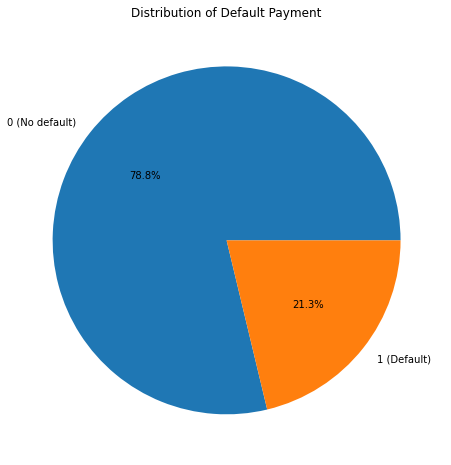 Distribution of Default Payment
0 (No default)
78.8%
21.3%
1 (Default)